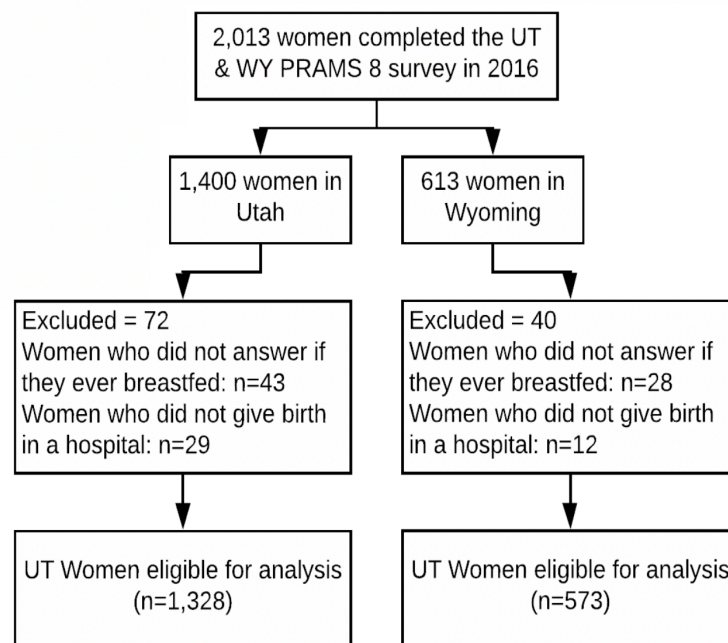 2,013 women completed the UT
& WY PRAMS 8 survey in 2016
1,400 women in
Utah
613 women in
Wyoming
Excluded = 72
Women who did not answer if
they ever breastfed: n=43
Women who did not give birth
in a hospital: n=29
Excluded = 40
Women who did not answer if
they ever breastfed: n=28
Women who did not give birth
in a hospital: n=12
UT Women eligible for analysis
(n=1,328)
UT Women eligible for analysis
(n=573)